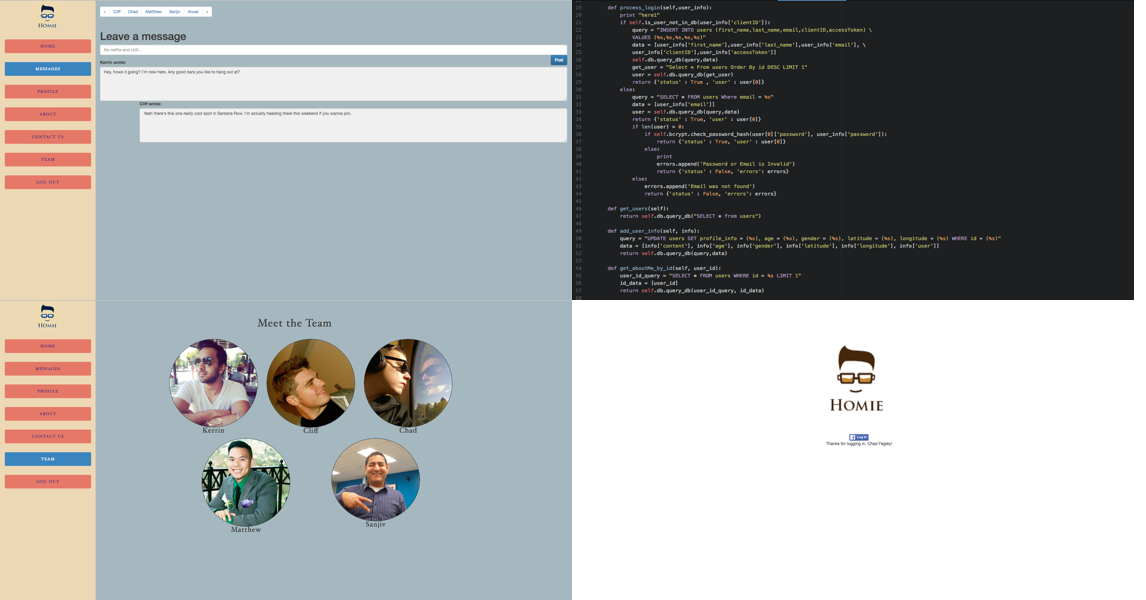 HOMIE
HOME
MESSAGES
PROFILE
ABOUT
CONTACT US
TEAM
LOG OUT
« Cliff Chad Matthew Sanjiv Anuar »
Leave a message
No netflix and chill...
Post
Kerrin wrote:
Hey, hows it going? I'm new here. Any good bars you like to hang out at?
Cliff wrote:
Yeah there's this one really cool spot in Santana Row. I'm actually heading there this weekend if you wanna join.
19 def process_login(self,user_info):
20 print "here1"
21 if self.is_user_not_in_db(user_info['clientID']):
22 query = "INSERT INTO users (first_name,last_name,email,clientID,accessToken) \
23 VALUES (%s,%s,%s,%s,%s)"
24 data = [user_info['first_name'],user_info['last_name'],user_info['email'], \
25 user_info['clientID'],user_info['accessToken']]
26 self.db.query_db(query,data)
27 get_user = "Select * From users Order By id DESC LIMIT 1"
28 user = self.db.query_db(get_user)
29 return {'status' : True , 'user' : user[0]}
30 else:
31 query = "SELECT * FROM users Where email = %s"
32 data = [email']]
33 user = self.db.query_db(query,data)
34 return {'status' : True, 'user' : user[0]}
35 if len(user) > 0:
36 if self.bcrypt.check_password_hash(user[0]['password'], user_info['password']):
37 return {'status' : True, 'user' : user[0]}
38 else:
39 print
40 errors.append('Password or Email is Invalid')
41 return {'status' : False, 'errors': errors}
42 else:
43 errors.append('Email was not found')
44 return {'status' : False, 'errors': errors}
45
46 def get_users(self):
47 return self.db.query_db("SELECT * from users")
48
49 def add_user_info(self, info):
50 query = "UPDATE users SET profile_info = (%s), age = (%s), gender = (%s), latitude = (%s), longitude = (%s) WHERE id = (%s)"
51 data = [info['content'], info['age'], info['gender'], info['latitude'], info['longitude'], info['user']]
52 return self.db.query_db(query,data)
53
54 def get_aboutMe_by_id(self, user_id):
55 user_id_query = "SELECT * FROM users WHERE id = %s LIMIT 1"
56 id_data = [user_id]
57 return self.db.query_db(user_id_query, id_data)
HOMIE
HOME
MESSAGES
PROFILE
ABOUT
CONTACT US
TEAM
LOG OUT
Meet the Team
Kerrin
Cliff
Chad
Matthew
Sanjiv
HOMIE
Log In
Thanks for logging in, Chad Fegley!